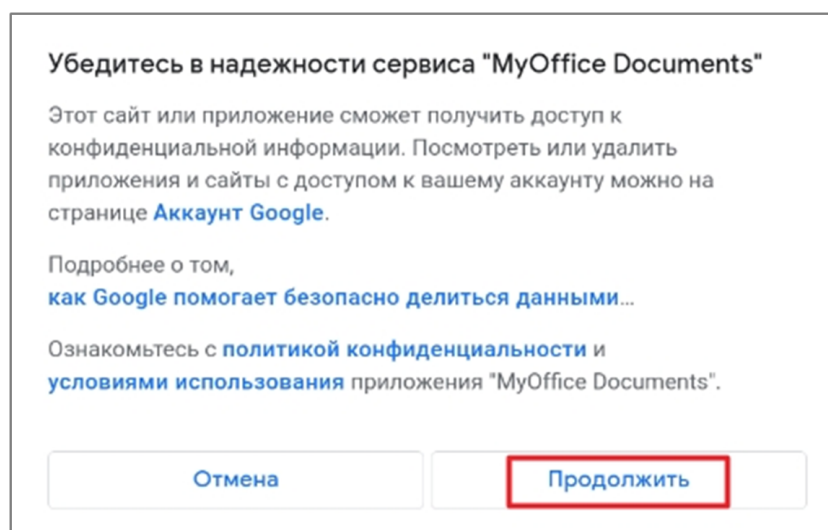 Убедитесь в надежности сервиса "MyOffice Documents"
Этот сайт или приложение сможет получить доступ к
конфиденциальной информации. Посмотреть или удалить
приложения и сайты с доступом к вашему аккаунту можно на
странице Аккаунт Google.
Подробнее о том,
как Google помогает безопасно делиться данными...
Ознакомьтесь с политикой конфиденциальности и
условиями использования приложения "MyOffice Documents".
Отмена Продолжить